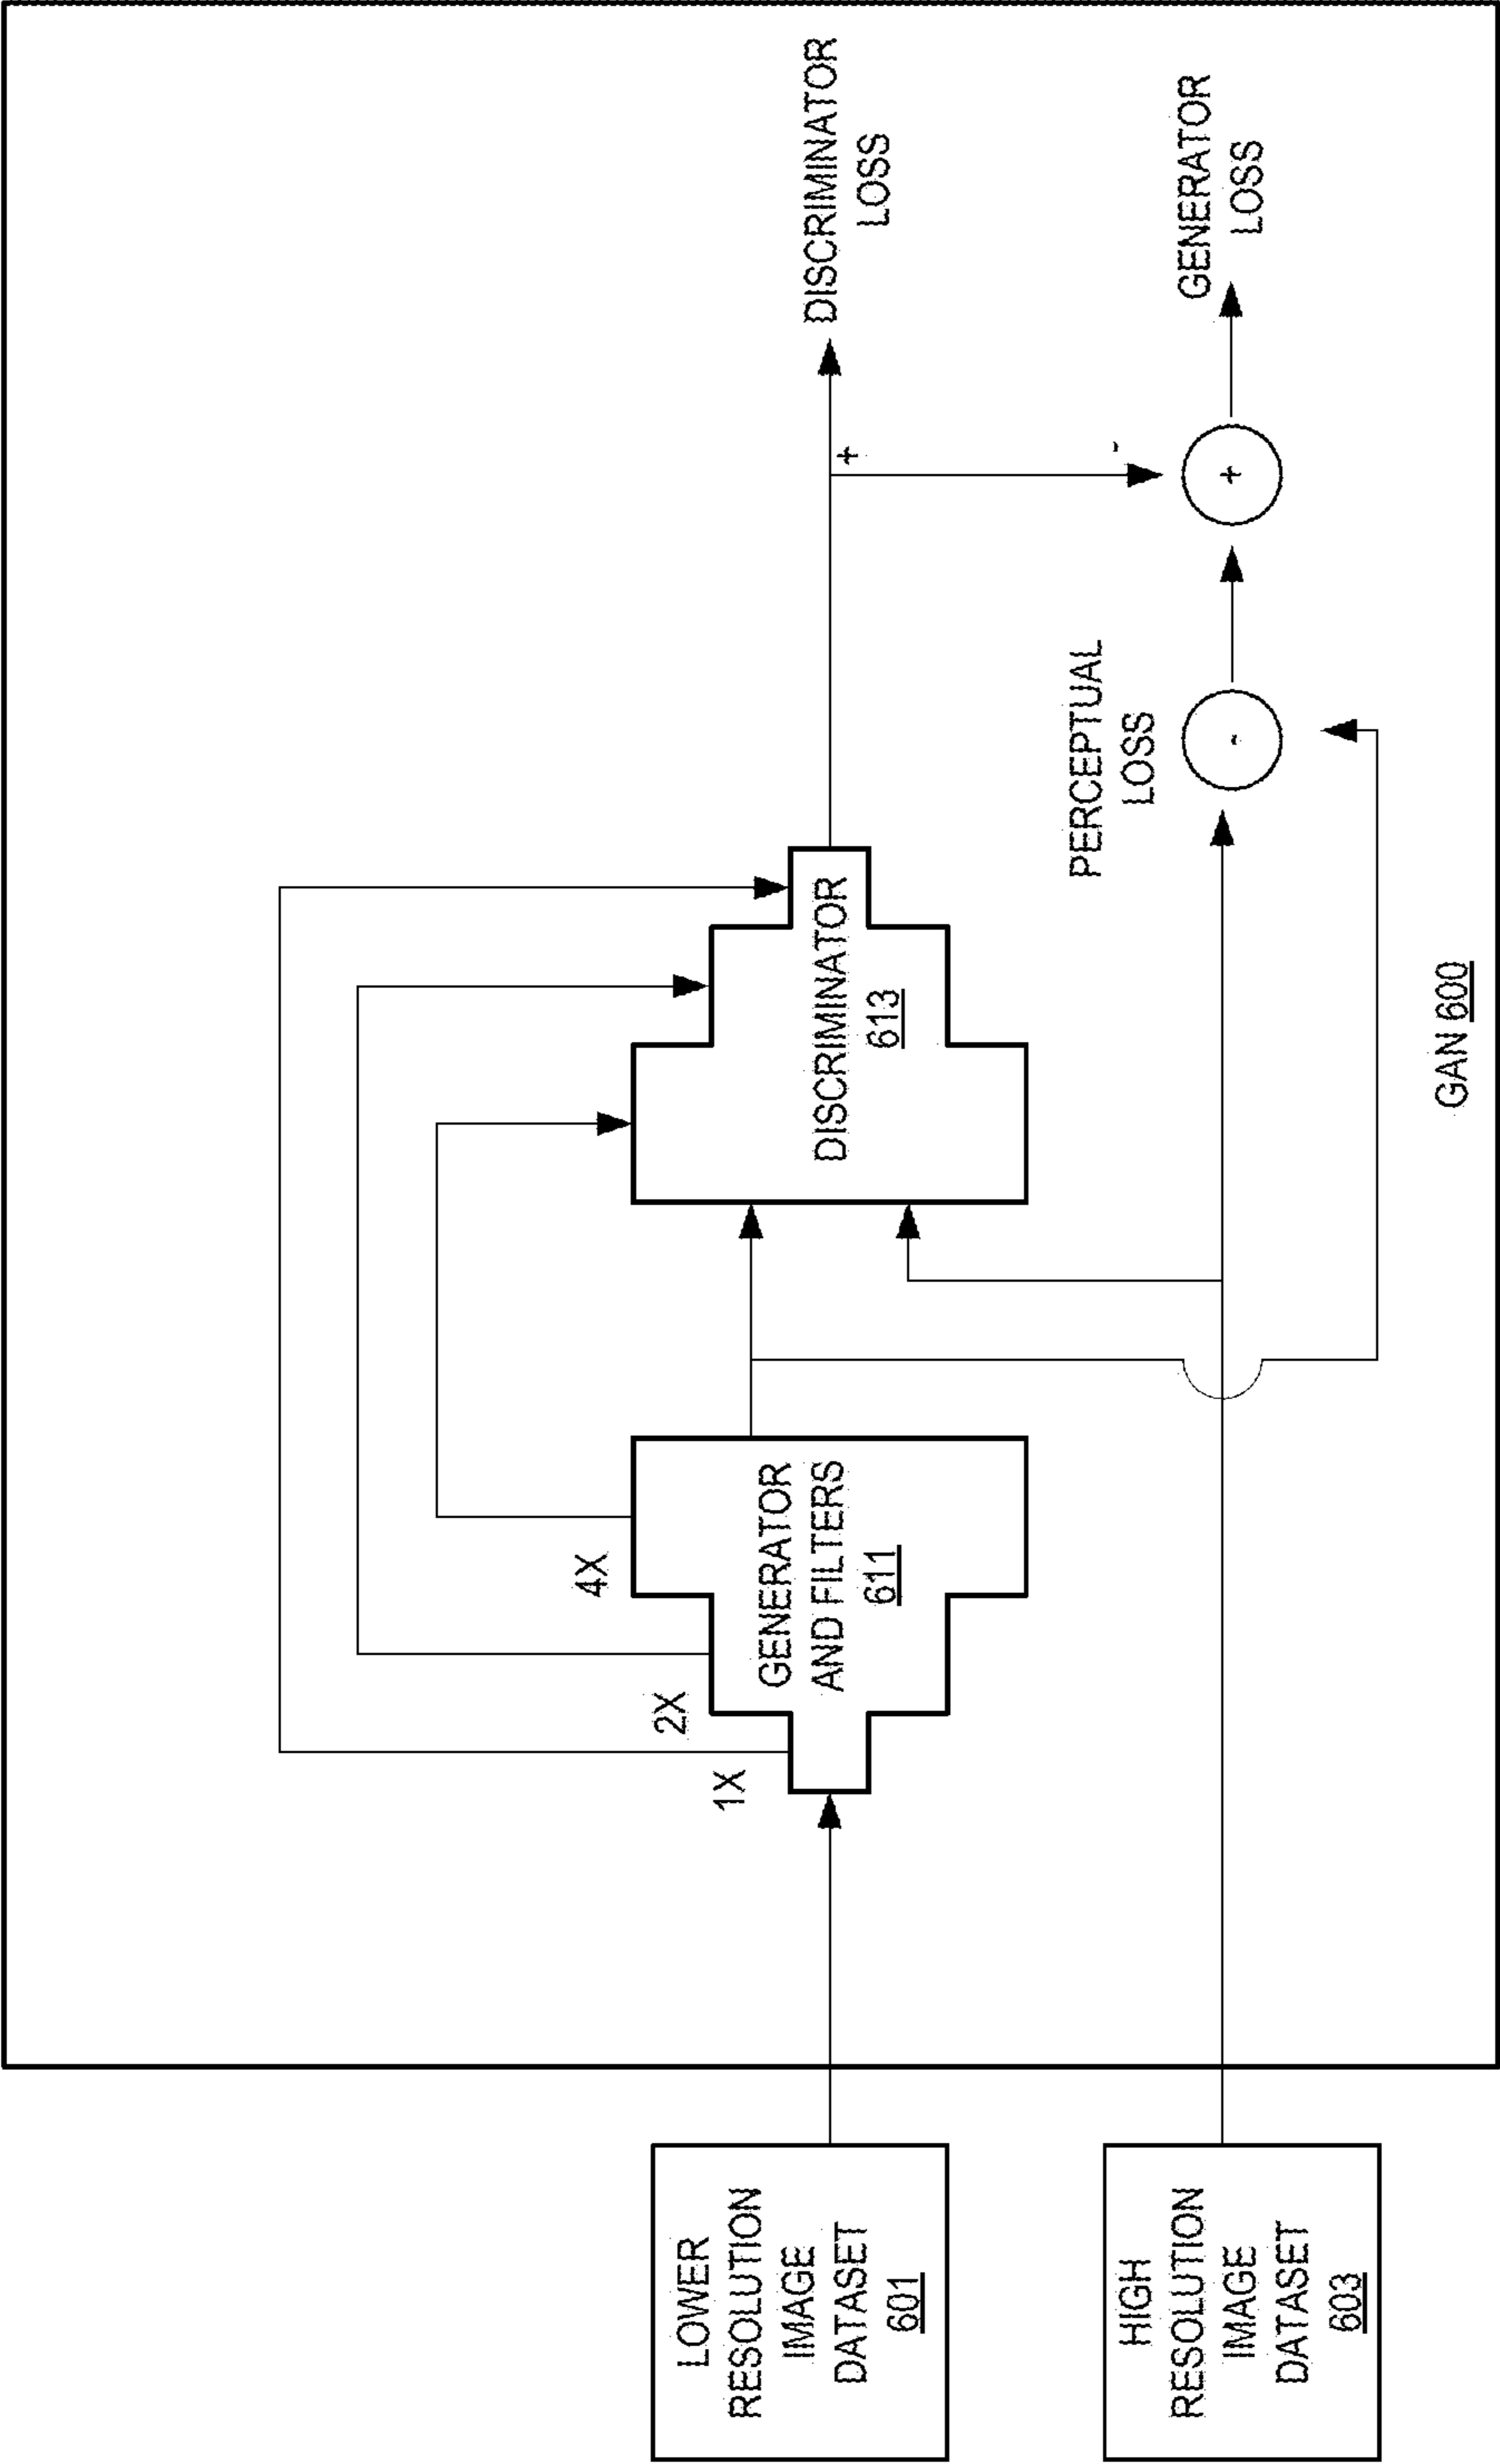 LOWER
RESOLUTION
IMAGE
DATASET
601
HIGH
RESOLUTION
IMAGE
DATASET
603
1X
2X
4X
GENERATOR
AND FILTERS
611
DISCRIMINATOR
613
PERCEPTUAL
LOSS
-
+
-
+
DISCRIMINATOR
LOSS
GENERATOR
LOSS
GAN 600